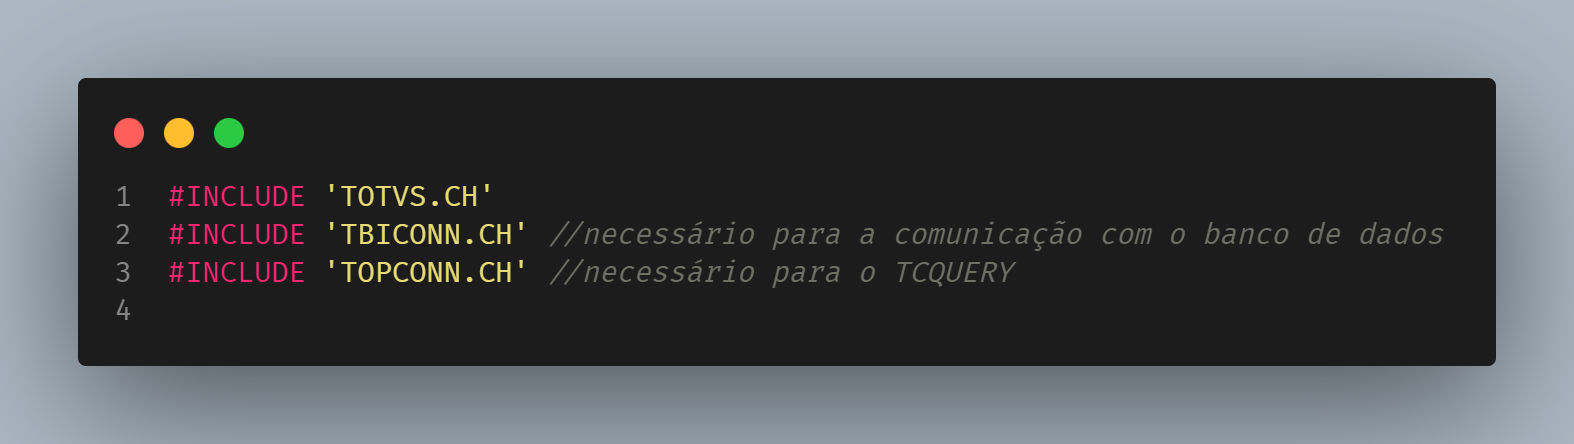 1 #INCLUDE 'TOTVS.CH'
2 #INCLUDE 'TBICONN.CH' //necessário para a comunicação com o banco de dados
3 #INCLUDE 'TOPCONN.CH' //necessário para o TCQUERY
4